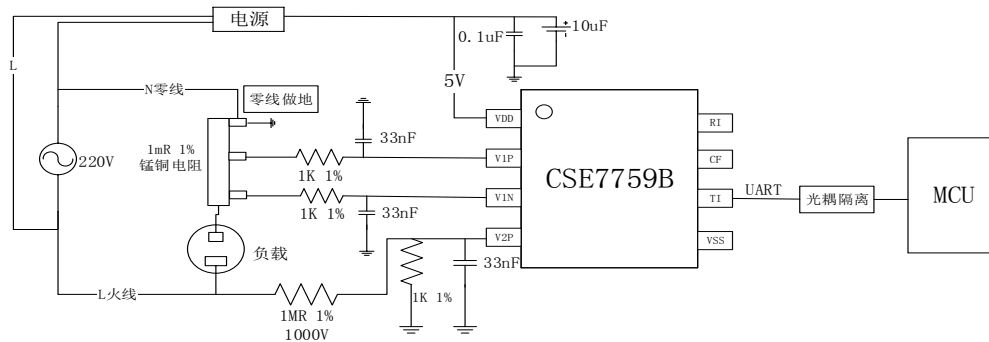 电源
L
0.1uF
10uF
5V
N零线
零线做地
33nF
1mR 1%
锰铜电阻
220V
1K 1%
1K 1%
33nF
负载
33nF
1K 1%
L火线
1MR 1%
1000V
VDD
V1P
V1N
V2P
CSE7759B
RI
CF
TI
VSS
UART
光耦隔离
MCU